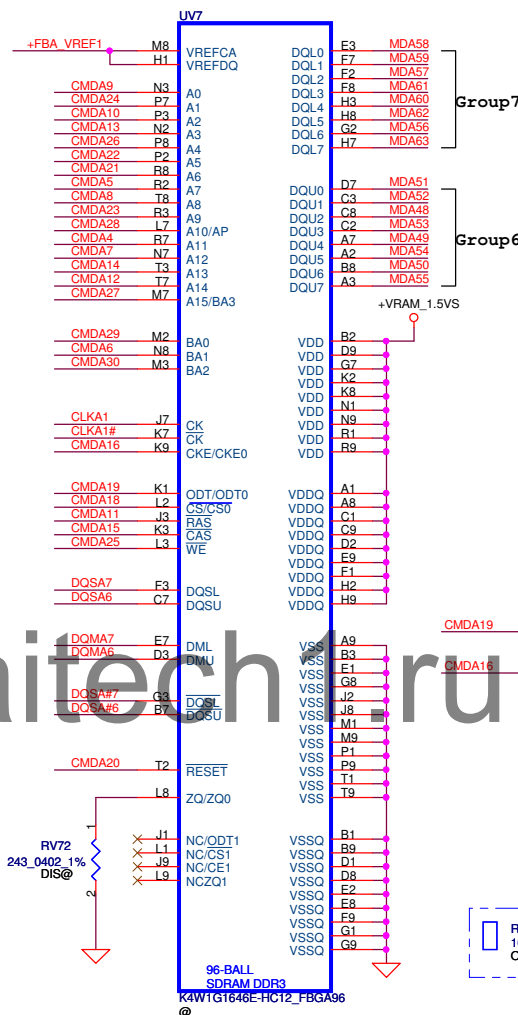 UV7
+FBA_VREF1 M8 VREFCA DQL0 E3 MDA58
H1 VREFDQ DQL1 F7 MDA59
DQL2 F2 MDA57
CMDA9 N3 A0 DQL3 F8 MDA61
CMDA24 P7 A1 DQL4 H3 MDA60 Group7
CMDA10 P3 A2 DQL5 H8 MDA62
CMDA13 N2 A3 DQL6 G2 MDA56
CMDA26 P8 A4 DQL7 H7 MDA63
CMDA22 P2 A5
CMDA21 R8 A6
CMDA5 R2 A7 DQU0 D7 MDA51
CMDA8 T8 A8 DQU1 C3 MDA52
CMDA23 R3 A9 DQU2 C8 MDA48
CMDA28 L7 A10/AP DQU3 C2 MDA53
CMDA4 R7 A11 DQU4 A7 MDA49 Group6
CMDA7 N7 A12 DQU5 A2 MDA54
CMDA14 T3 A13 DQU6 B8 MDA50
CMDA12 T7 A14 DQU7 A3 MDA55
CMDA27 M7 A15/BA3
+VRAM_1.5VS
CMDA29 M2 BA0 VDD B2
CMDA6 N8 BA1 VDD D9
CMDA30 M3 BA2 VDD G7
VDD K2
VDD K8
VDD N1
CLKA1 J7 CK VDD N9
CLKA1# K7 CK VDD R1
CMDA16 K9 CKE/CKE0 VDD R9
CMDA19 K1 ODT/ODT0 VDDQ A1
CMDA18 L2 CS/CS0 VDDQ A8
CMDA11 J3 RAS VDDQ C1
CMDA15 K3 CAS VDDQ C9
CMDA25 L3 WE VDDQ D2
VDDQ E9
VDDQ F1
DQSA7 F3 DQSL VDDQ H2
DQSA6 C7 DQSU VDDQ H9
CMDA19
DQMA7 E7 DML VSS A9
DQMA6 D3 DMU VSS B3
VSS E1 CMDA16
VSS G8
DQSA#7 G3 DQSL VSS J2
DQSA#6 B7 DQSU VSS J8
aitech1.ru
VSS M1
VSS M9
VSS P1
CMDA20 T2 RESET VSS P9
VSS T1
L8 ZQ/ZQ0 VSS T9
1
J1 NC/ODT1 VSSQ B1
RV72 L1 NC/CS1 VSSQ B9
243_0402_1% J9 NC/CE1 VSSQ D1
DIS@ L9 NCZQ1 VSSQ D8
2 VSSQ E2
VSSQ E8
VSSQ F9
VSSQ G1
VSSQ G9
96-BALL
SDRAM DDR3
K4W1G1646E-HC12_FBGA96
@